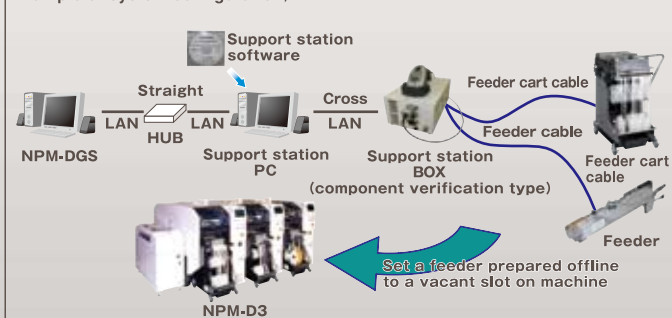 Support station
software
Straight
Cross
Feeder cart cable
LAN
LAN
LAN
HUB
Feeder cable
NPM-DGS
Support station
PC
Support station
BOX
(component verification type)
Feeder cart
cable
Feeder
Set a feeder prepared offline
to a vacant slot on machine
NPM-D3